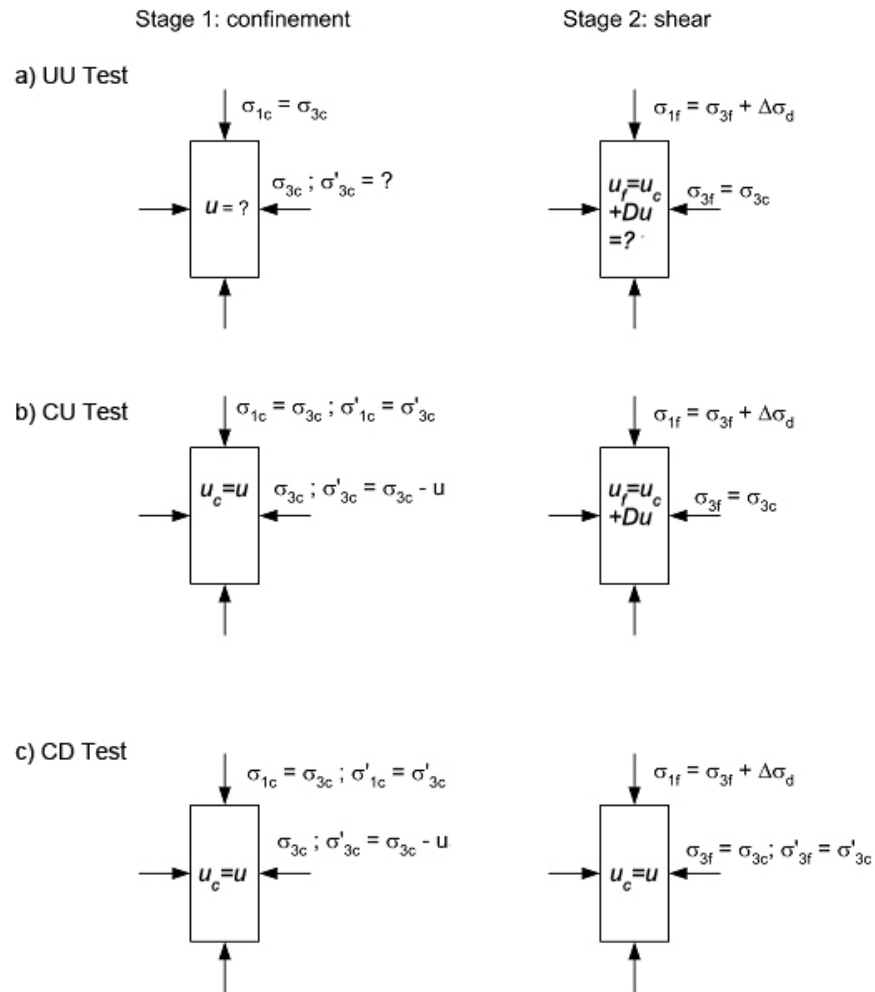 Stage 1: confinement
Stage 2: shear
a) UU Test
σ1c = σ3c
σ3c ; σ'3c = ?
u = ?
σ1f = σ3f + Δσd
uf=uc
+Du
=?
σ3f = σ3c
b) CU Test
σ1c = σ3c ; σ'1c = σ'3c
uc=u
σ3c ; σ'3c = σ3c - u
σ1f = σ3f + Δσd
uf=uc
+Du
σ3f = σ3c
c) CD Test
σ1c = σ3c ; σ'1c = σ'3c
σ3c ; σ'3c = σ3c - u
uc=u
σ1f = σ3f + Δσd
σ3f = σ3c; σ'3f = σ'3c
uc=u